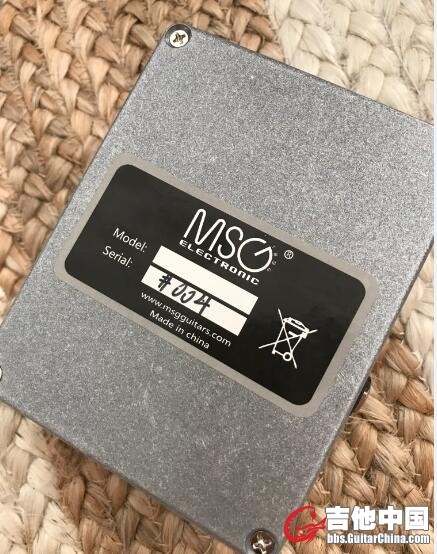 MSG®
ELECTRONIC
Model:
Serial: #004
www.msgguitars.com
Made in china
吉他中国
bbs.GuitarChina.com